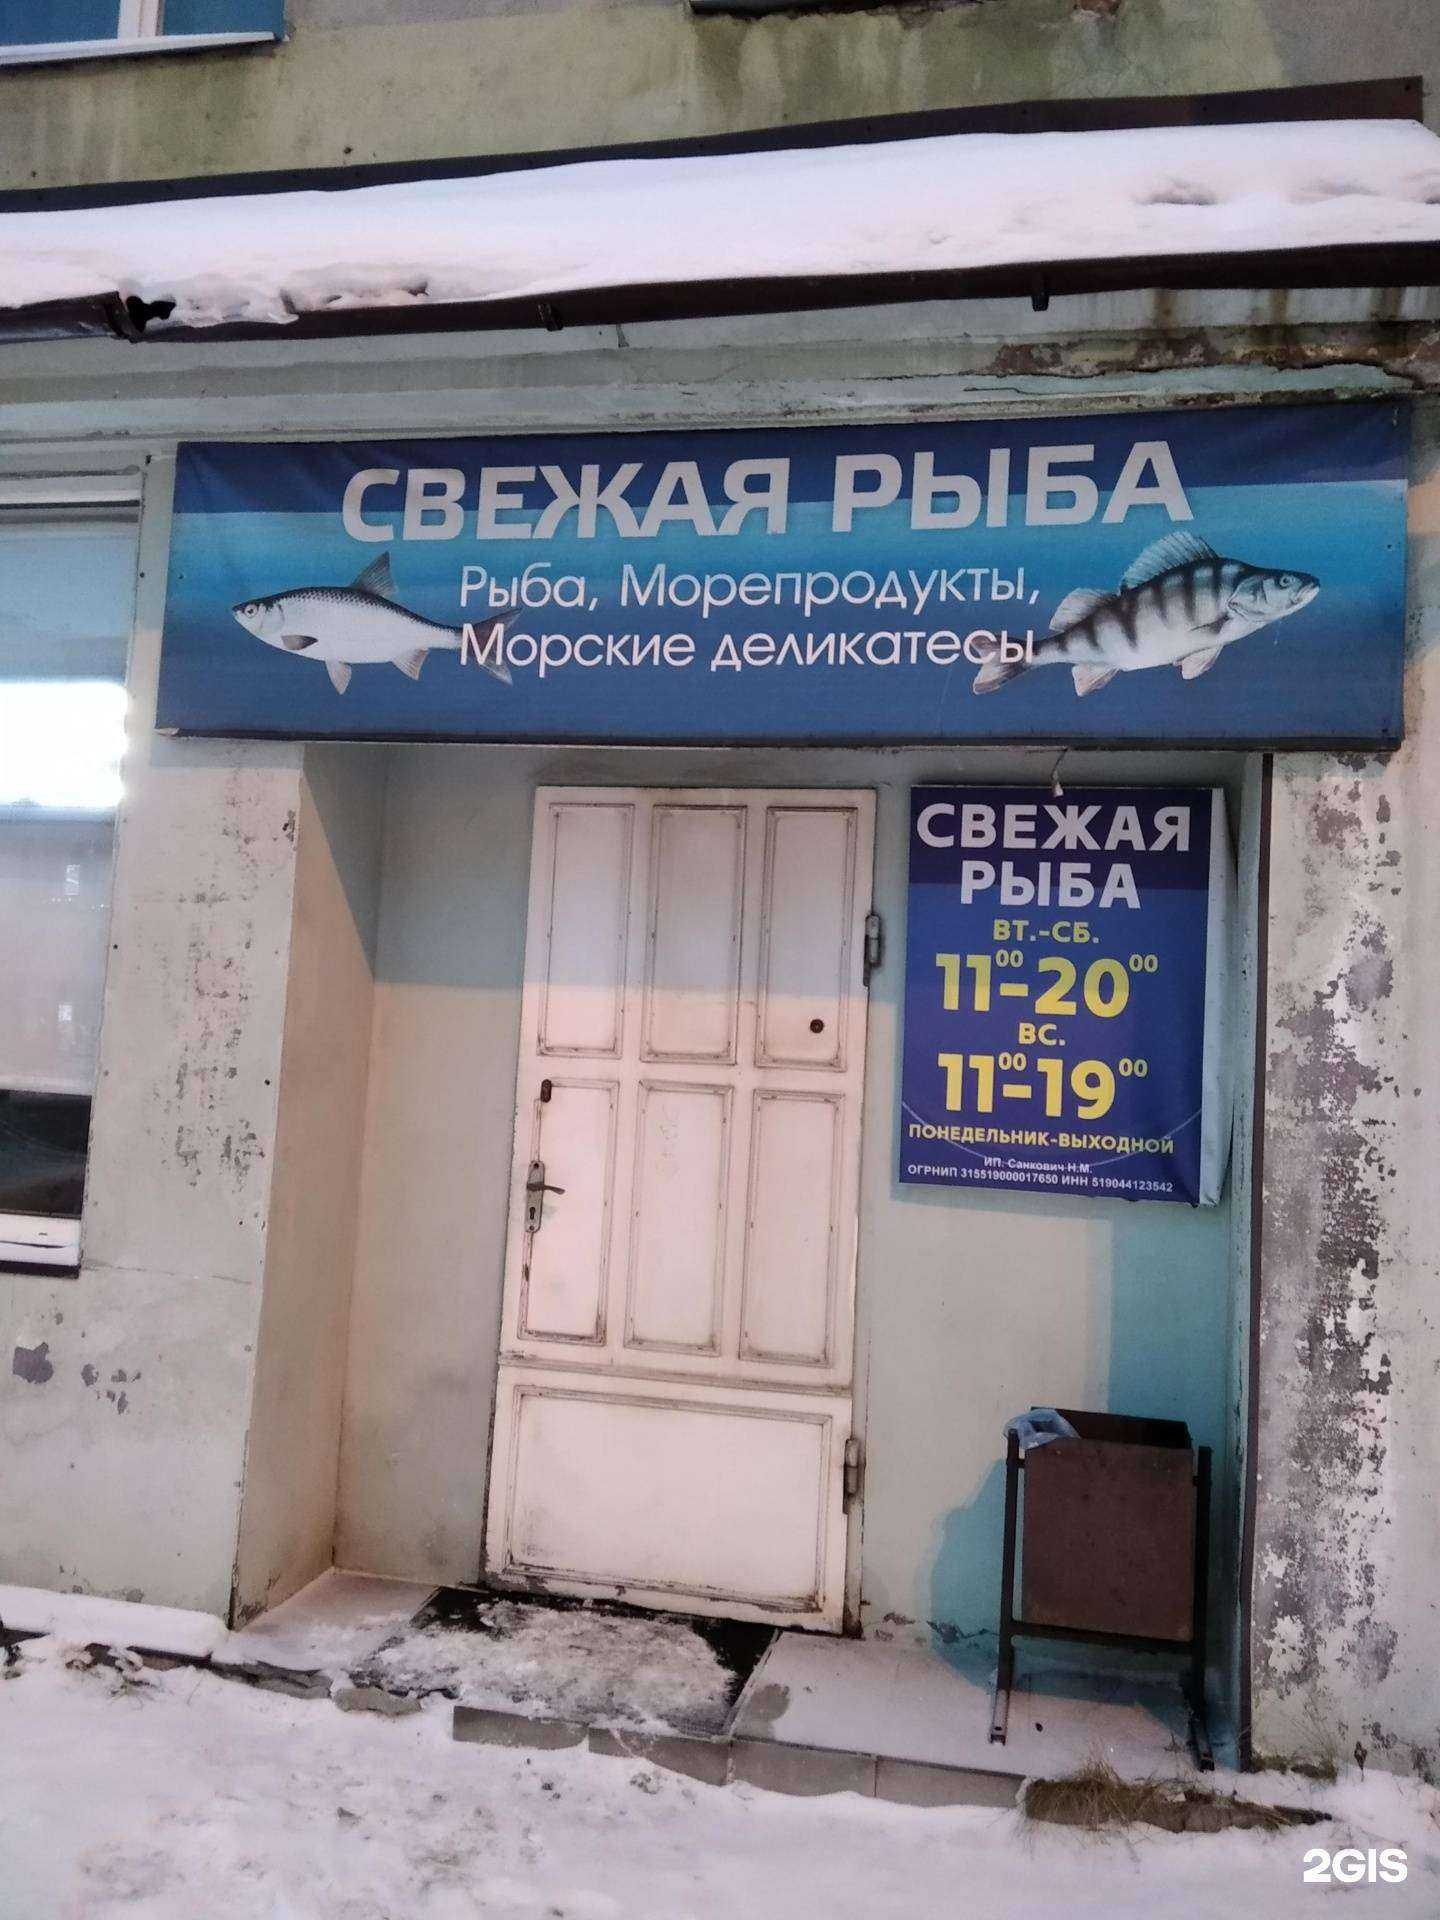 СВЕЖАЯ РЫБА
Рыба, Морепродукты,
Морские деликатесы
СВЕЖАЯ
РЫБА
ВТ.-СБ.
11⁰⁰-20⁰⁰
ВС.
11⁰⁰-19⁰⁰
ПОНЕДЕЛЬНИК-ВЫХОДНОЙ
ИП. Санкович Н.М.
ОГРНИП 315519000017650 ИНН 519044123542
2GIS